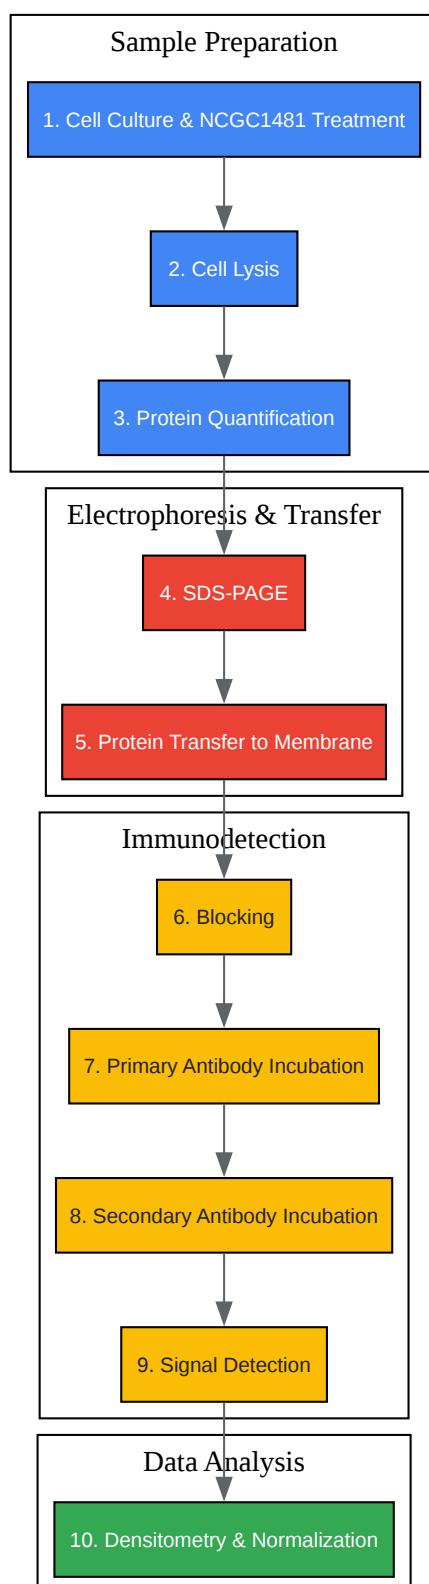 Sample Preparation
1. Cell Culture & NCGC1481 Treatment
2. Cell Lysis
3. Protein Quantification
Electrophoresis & Transfer
4. SDS-PAGE
5. Protein Transfer to Membrane
Immunodetection
6. Blocking
7. Primary Antibody Incubation
8. Secondary Antibody Incubation
9. Signal Detection
Data Analysis
10. Densitometry & Normalization